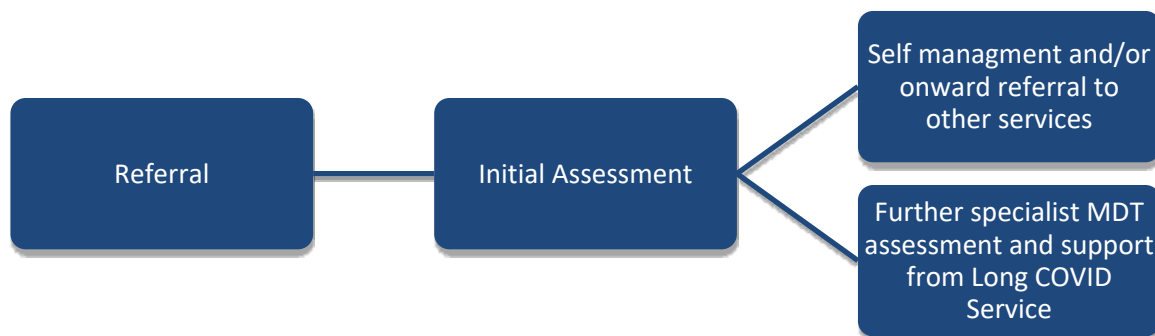 Referral
Initial Assessment
Self managment and/or
onward referral to
other services
Further specialist MDT
assessment and support
from Long COVID
Service